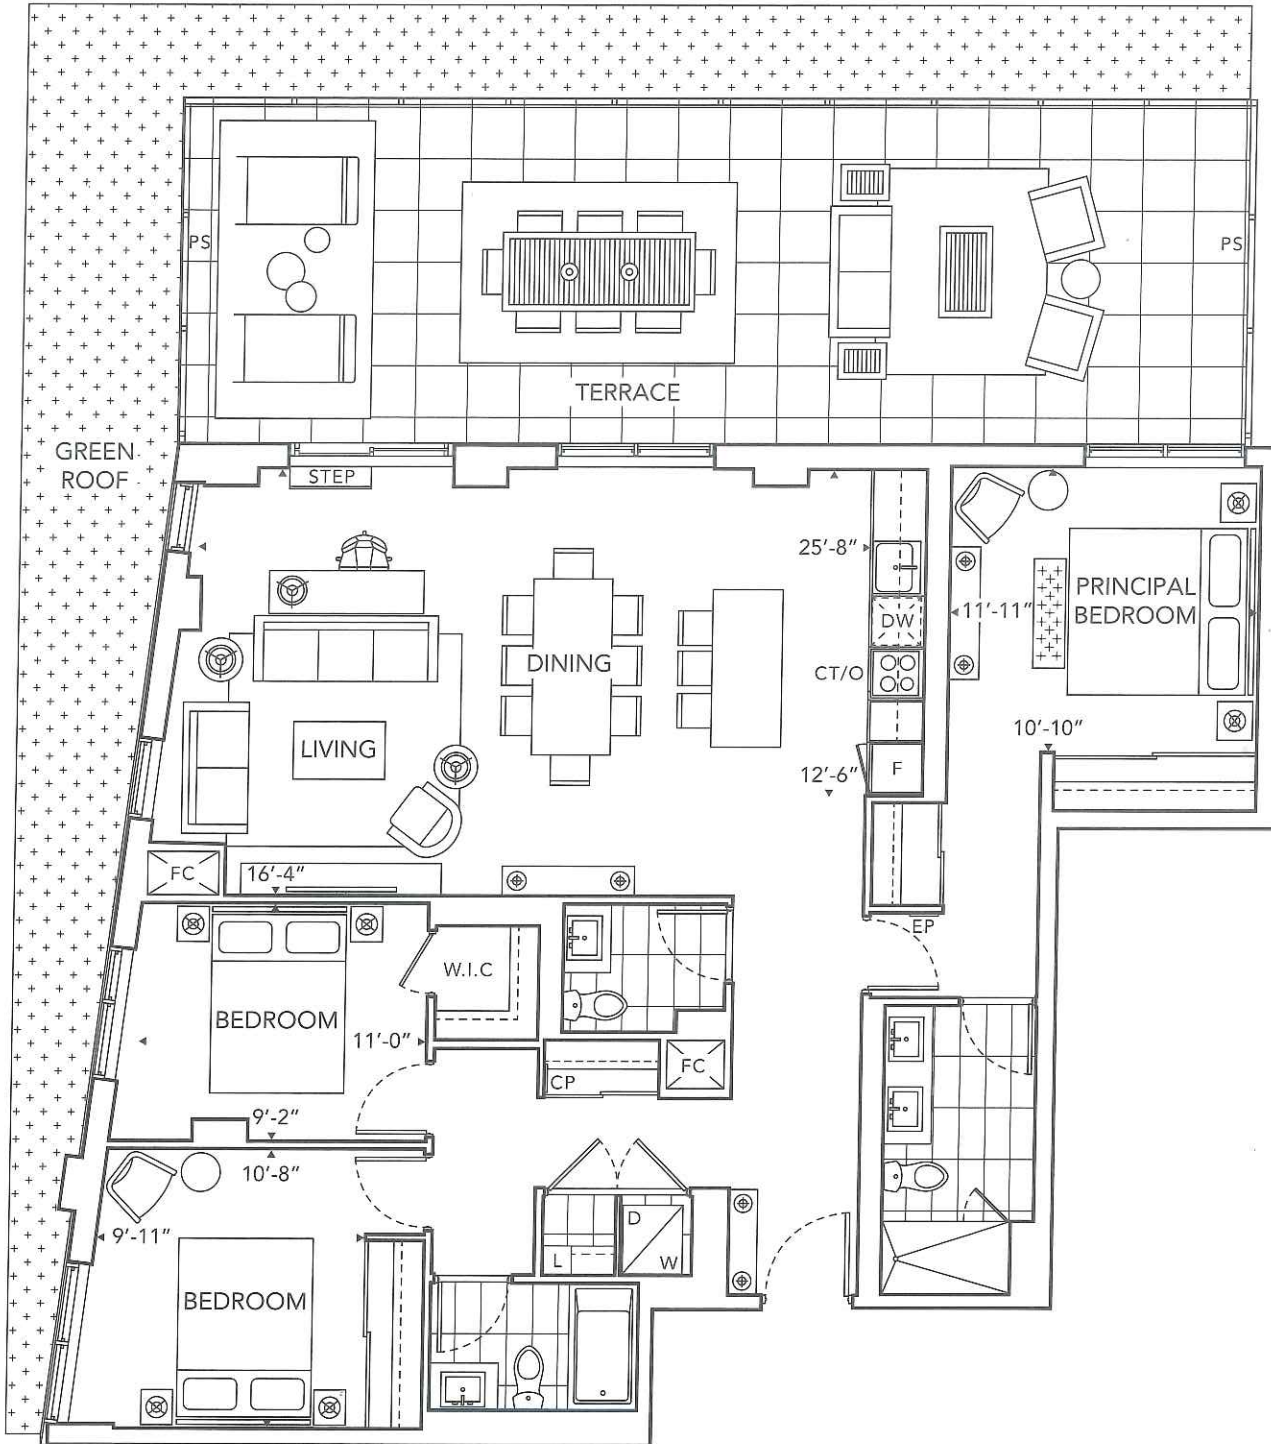 PS
PS
TERRACE
GREEN
ROOF
STEP
25'-8"
PRINCIPAL
BEDROOM
11'-11"
DW
DINING
CT/O
LIVING
10'-10"
12'-6"
F
FC
16'-4"
EP
W.I.C
BEDROOM
11'-0"
FC
CP
9'-2"
10'-8"
9'-11"
D
L
W
BEDROOM